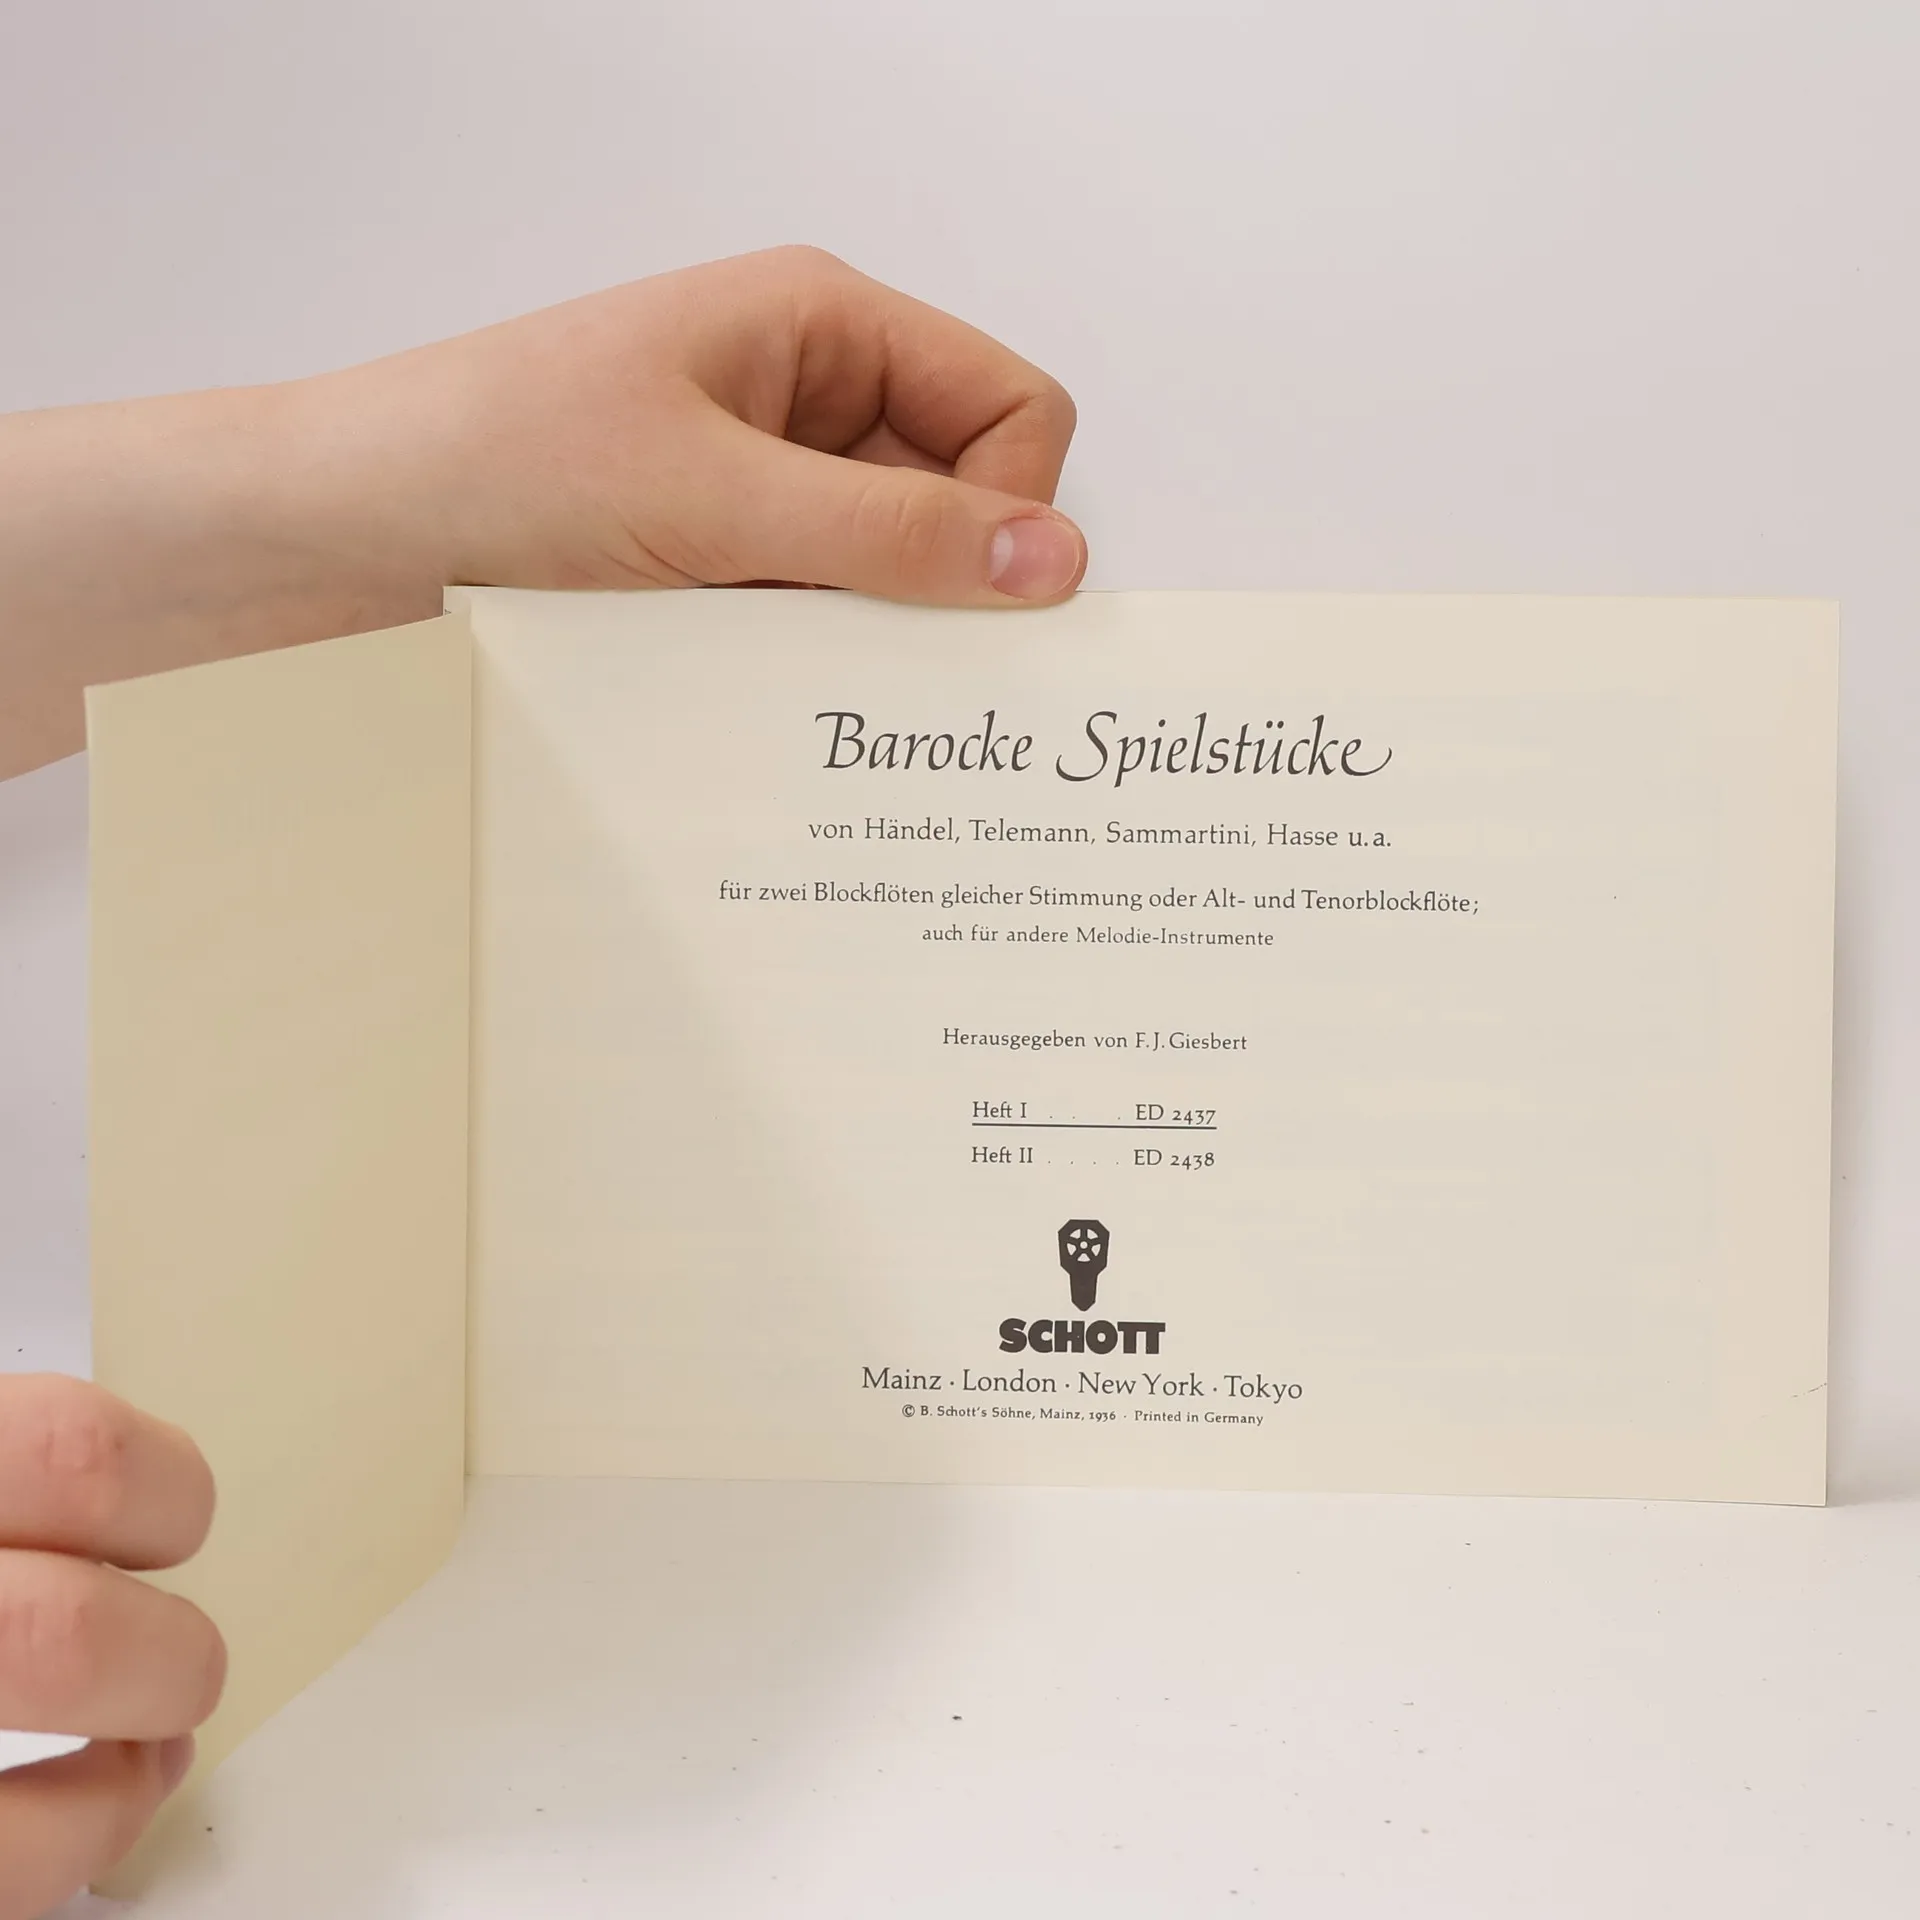 Barocke Spielstücke
von Händel, Telemann, Sammartini, Hasse u. a.
für zwei Blockflöten gleicher Stimmung oder Alt- und Tenorblockflöte;
auch für andere Melodie-Instrumente
Herausgegeben von F. J. Giesbert
Heft I . . . ED 2437
Heft II . . . . ED 2438
SCHOTT
Mainz · London · New York · Tokyo
© B. Schott's Söhne, Mainz, 1936 · Printed in Germany